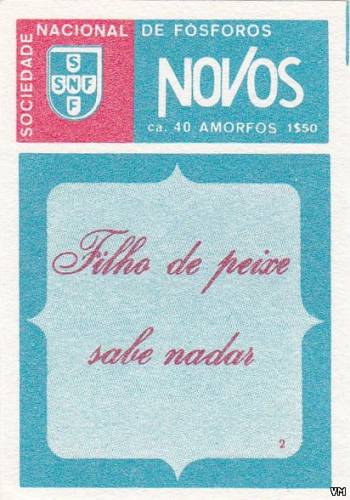 SOCIEDADE NACIONAL DE FÓSFOROS
S
SNF
F
NOVOS
ca. 40 AMORFOS 1$50
Filho de peixe
sabe nadar
2
VM